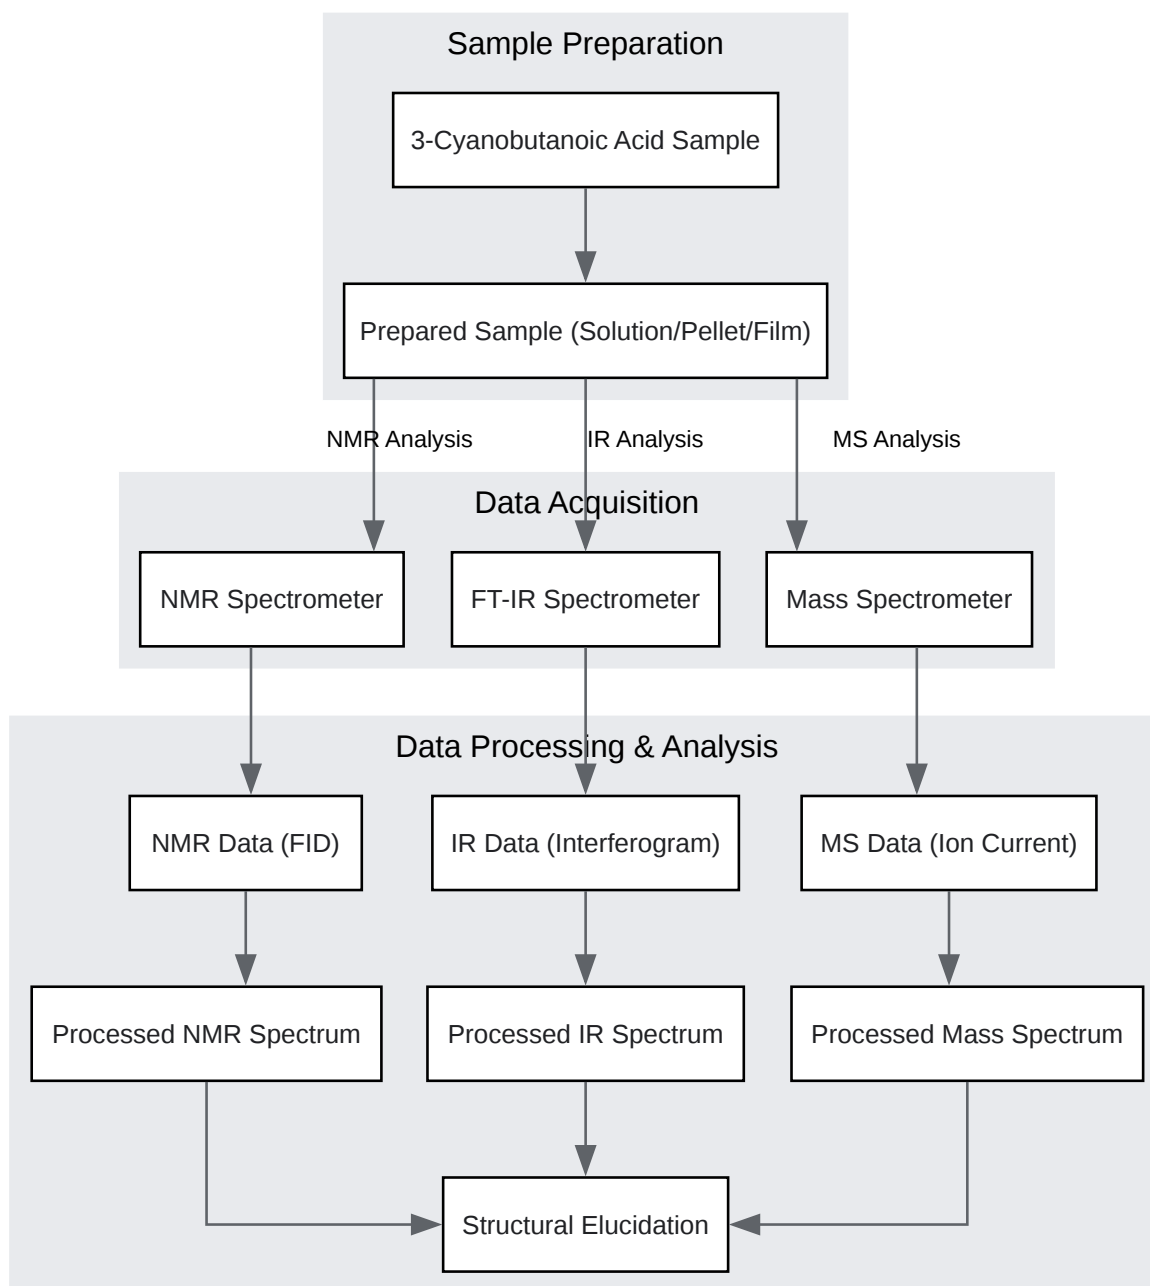 Sample Preparation
3-Cyanobutanoic Acid Sample
Prepared Sample (Solution/Pellet/Film)
NMR Analysis
IR Analysis
MS Analysis
Data Acquisition
NMR Spectrometer
FT-IR Spectrometer
Mass Spectrometer
Data Processing & Analysis
NMR Data (FID)
IR Data (Interferogram)
MS Data (Ion Current)
Processed NMR Spectrum
Processed IR Spectrum
Processed Mass Spectrum
Structural Elucidation